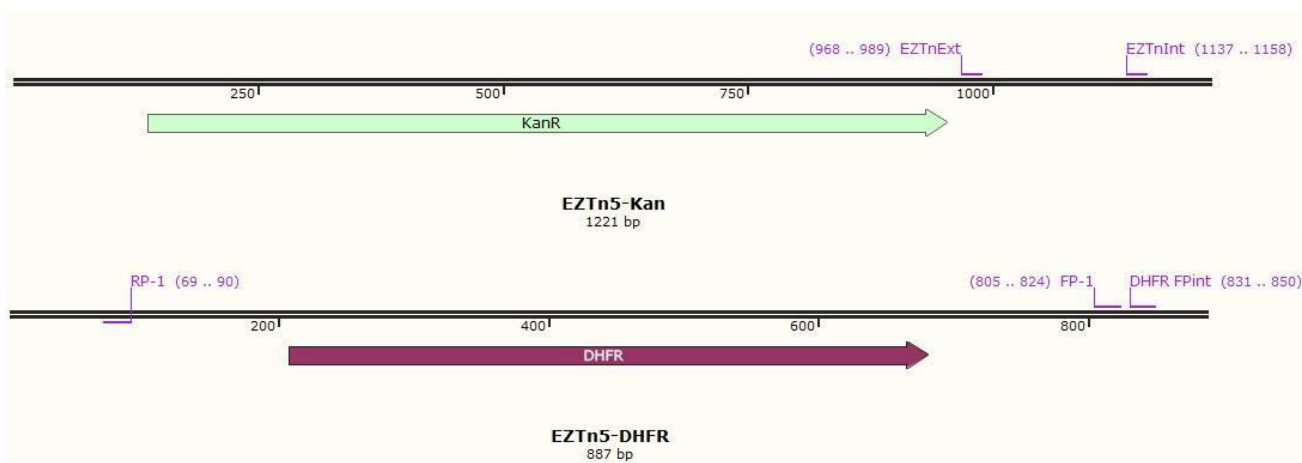 (968 .. 989) EZTnExt EZTnInt (1137 .. 1158)
250 500 750 1000
KanR
EZTn5-Kan
1221 bp
RP-1 (69 .. 90) (805 .. 824) FP-1 DHFR FPint (831 .. 850)
200 400 600 800
DHFR
EZTn5-DHFR
887 bp